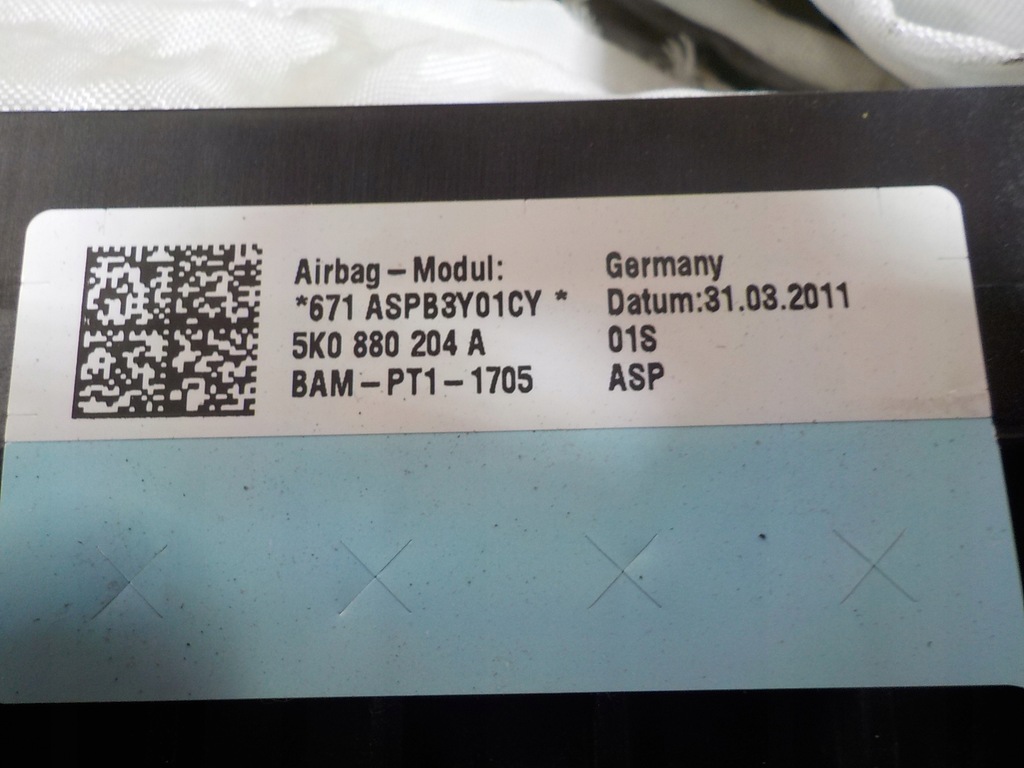 Airbag - Modul:
*671 ASPB3Y01CY *
5K0 880 204 A
BAM - PT1 - 1705
Germany
Datum:31.03.2011
01S
ASP